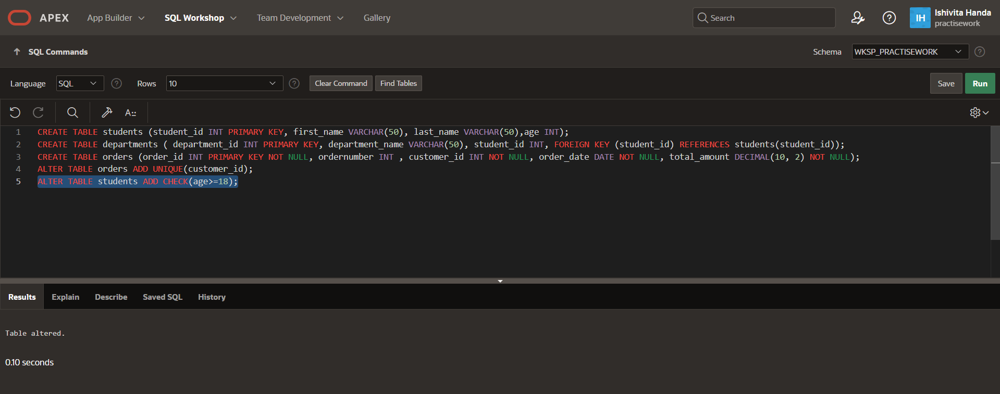 APEX App Builder SQL Workshop Team Development Gallery Search ? IH Ishivita Handa
practisework
SQL Commands Schema WKSP_PRACTISEWORK ?
Language SQL ? Rows 10 ? Clear Command Find Tables Save Run
A::
1 CREATE TABLE students (student_id INT PRIMARY KEY, first_name VARCHAR(50), last_name VARCHAR(50),age INT);
2 CREATE TABLE departments ( department_id INT PRIMARY KEY, department_name VARCHAR(50), student_id INT, FOREIGN KEY (student_id) REFERENCES students(student_id));
3 CREATE TABLE orders (order_id INT PRIMARY KEY NOT NULL, ordernumber INT , customer_id INT NOT NULL, order_date DATE NOT NULL, total_amount DECIMAL(10, 2) NOT NULL);
4 ALTER TABLE orders ADD UNIQUE(customer_id);
5 ALTER TABLE students ADD CHECK(age>=18);
Results Explain Describe Saved SQL History
Table altered.
0.10 seconds